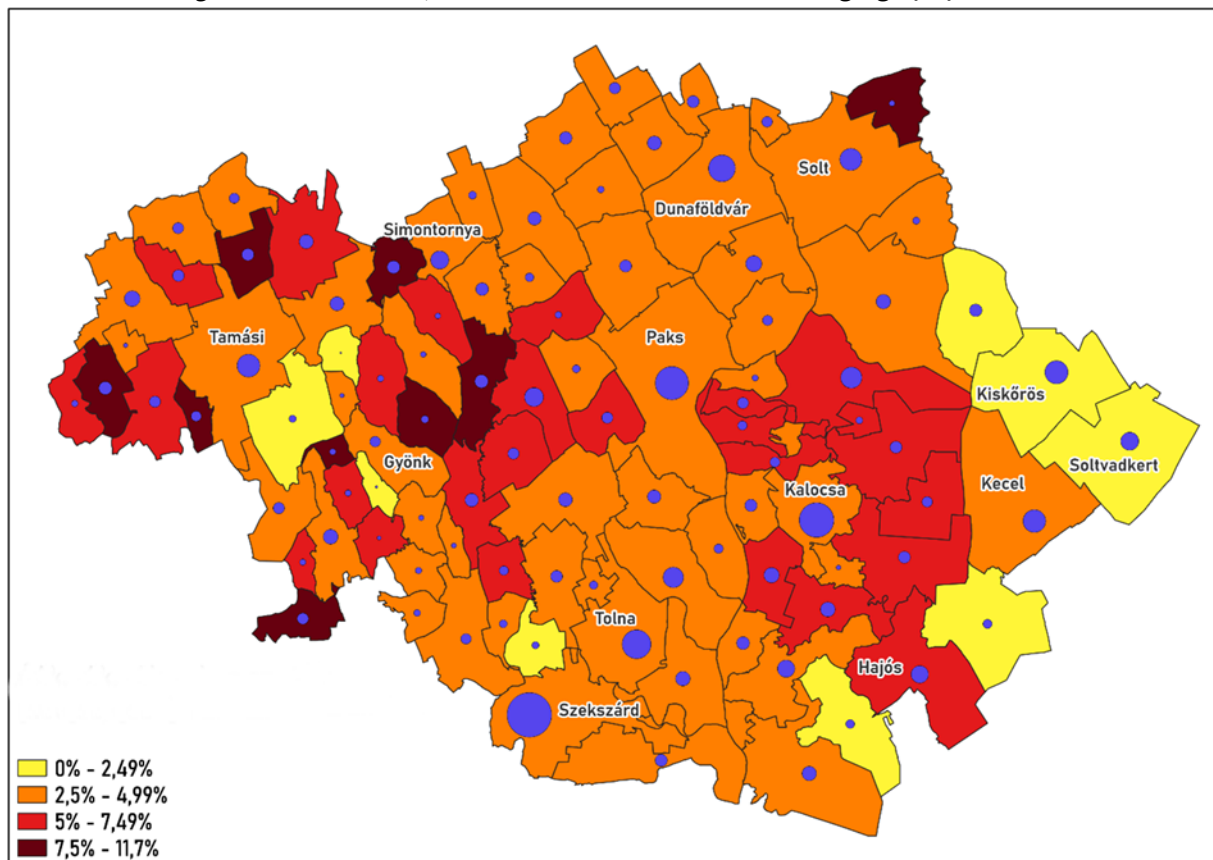 Solt
Dunaföldvár
Simontornya
Tamási
Paks
Kiskőrös
Gyönk
Soltvadkert
Kalocsa
Kecel
Tolna
Hajós
Szekszárd
0% - 2,49%
2,5% - 4,99%
5% - 7,49%
7,5% - 11,7%